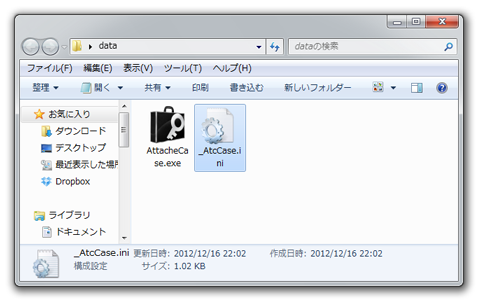 data
dataの検索
ファイル(F) 編集(E) 表示(V) ツール(T) ヘルプ(H)
整理 開く 共有 印刷 書き込む 新しいフォルダー
お気に入り
ダウンロード
デスクトップ
最近表示した場所
Dropbox
ライブラリ
ドキュメント
AttacheCa
se.exe
_AtcCase.i
ni
_AtcCase.ini 更新日時: 2012/12/16 22:02 作成日時: 2012/12/16 22:02
構成設定 サイズ: 1.02 KB